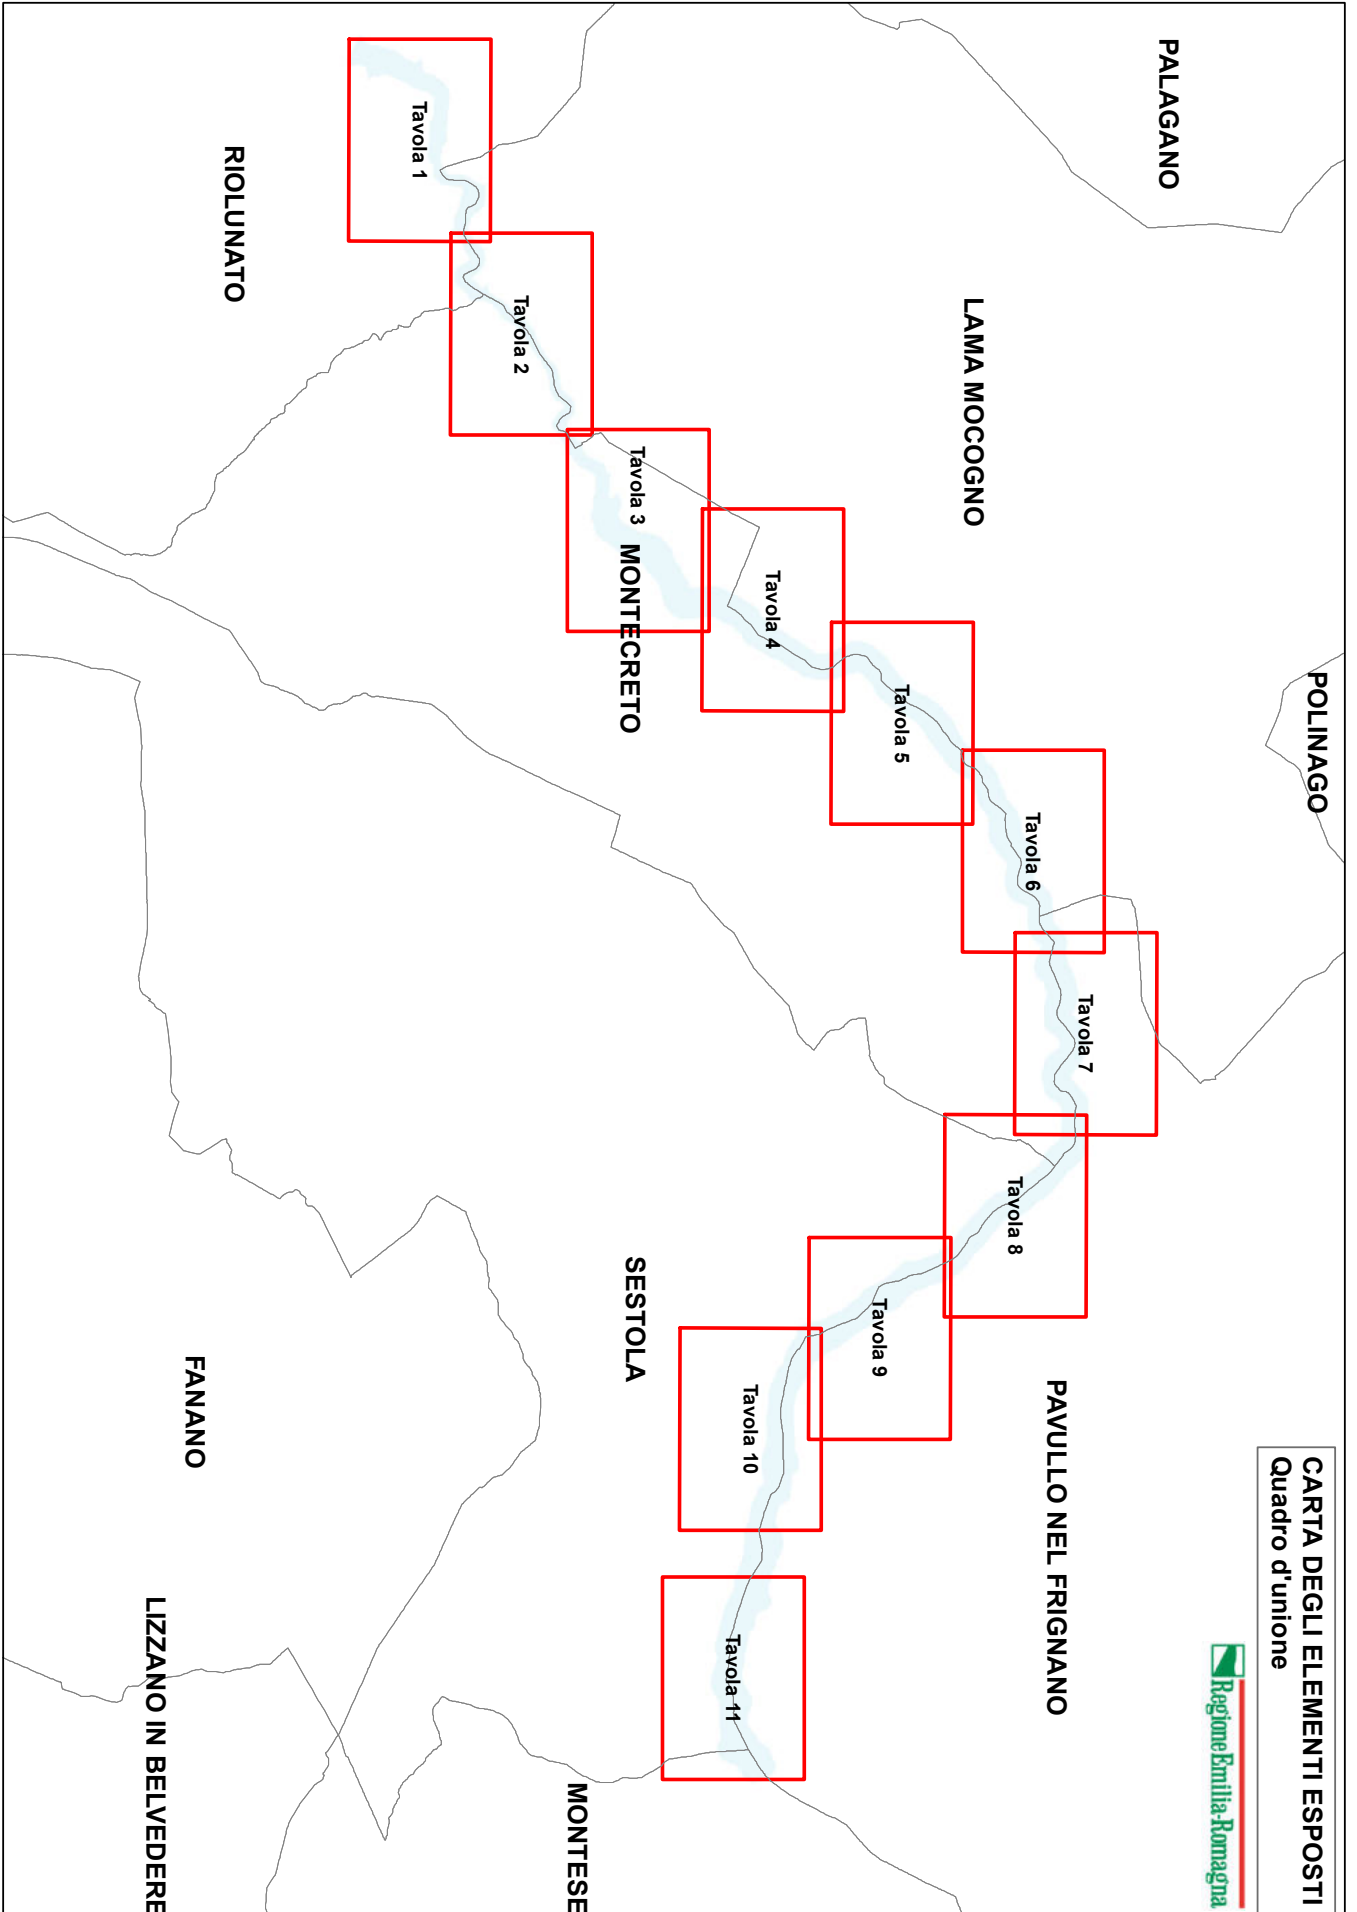 CARTA DEGLI ELEMENTI ESPOSTI
Quadro d'unione
RegioneEmilia-Romagna
PALAGANO
POLINAGO
LAMA MOCOGNO
PAVULLO NEL FRIGNANO
Tavola 1
Tavola 2
Tavola 3
Tavola 4
Tavola 5
Tavola 6
Tavola 7
Tavola 8
Tavola 9
Tavola 10
Tavola 11
MONTECRETO
SESTOLA
MONTESE
RIOLUNATO
FANANO
LIZZANO IN BELVEDERE